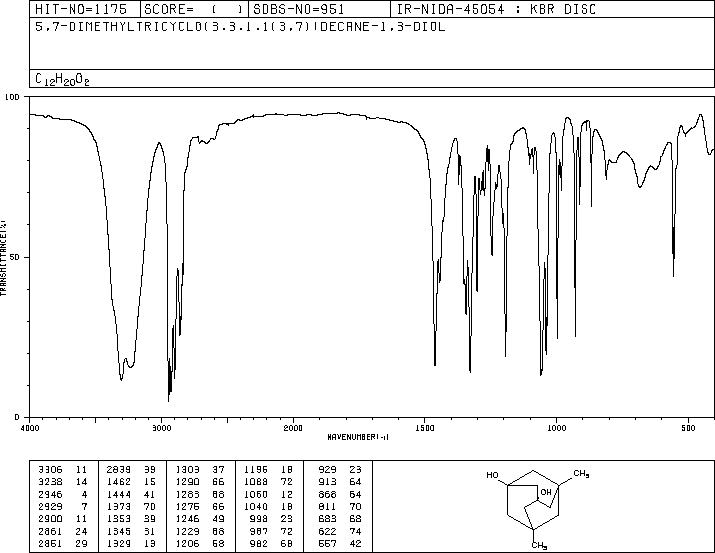 HIT-NO=1175 SCORE= ( ) SDBS-NO=951 IR-NIDA-45054 : KBR DISC
5,7-DIMETHYLTRICYCLO(3.3.1.1(3,7))DECANE-1,3-DIOL
C12H20O2
100
50
0
TRANSMITTANCE(%)
4000 3000 2000 1500 1000 500
WAVENUMBER(-1)
3306 11 2839 39 1303 37 1196 18 929 23
3238 14 1462 15 1290 66 1088 72 913 64
2946 4 1444 41 1283 68 1060 12 868 64
2929 7 1373 70 1276 66 1040 18 811 70
2900 11 1353 39 1246 49 998 23 683 68
2861 24 1345 31 1229 68 987 72 622 74
2851 29 1329 13 1206 58 982 68 557 42
HO
CH3
OH
CH3